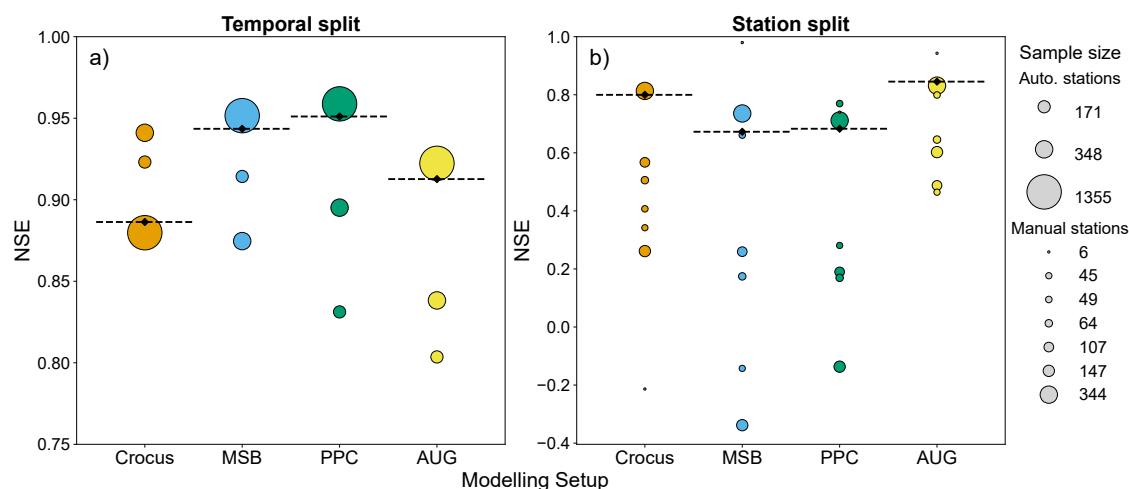 Temporal split
Station split
a)
b)
NSE
1.00
0.95
0.90
0.85
0.80
0.75
Crocus MSB PPC AUG
NSE
1.0
0.8
0.6
0.4
0.2
0.0
−0.2
−0.4
Crocus MSB PPC AUG
Modelling Setup
Sample size
Auto. stations
171
348
1355
Manual stations
6
45
49
64
107
147
344